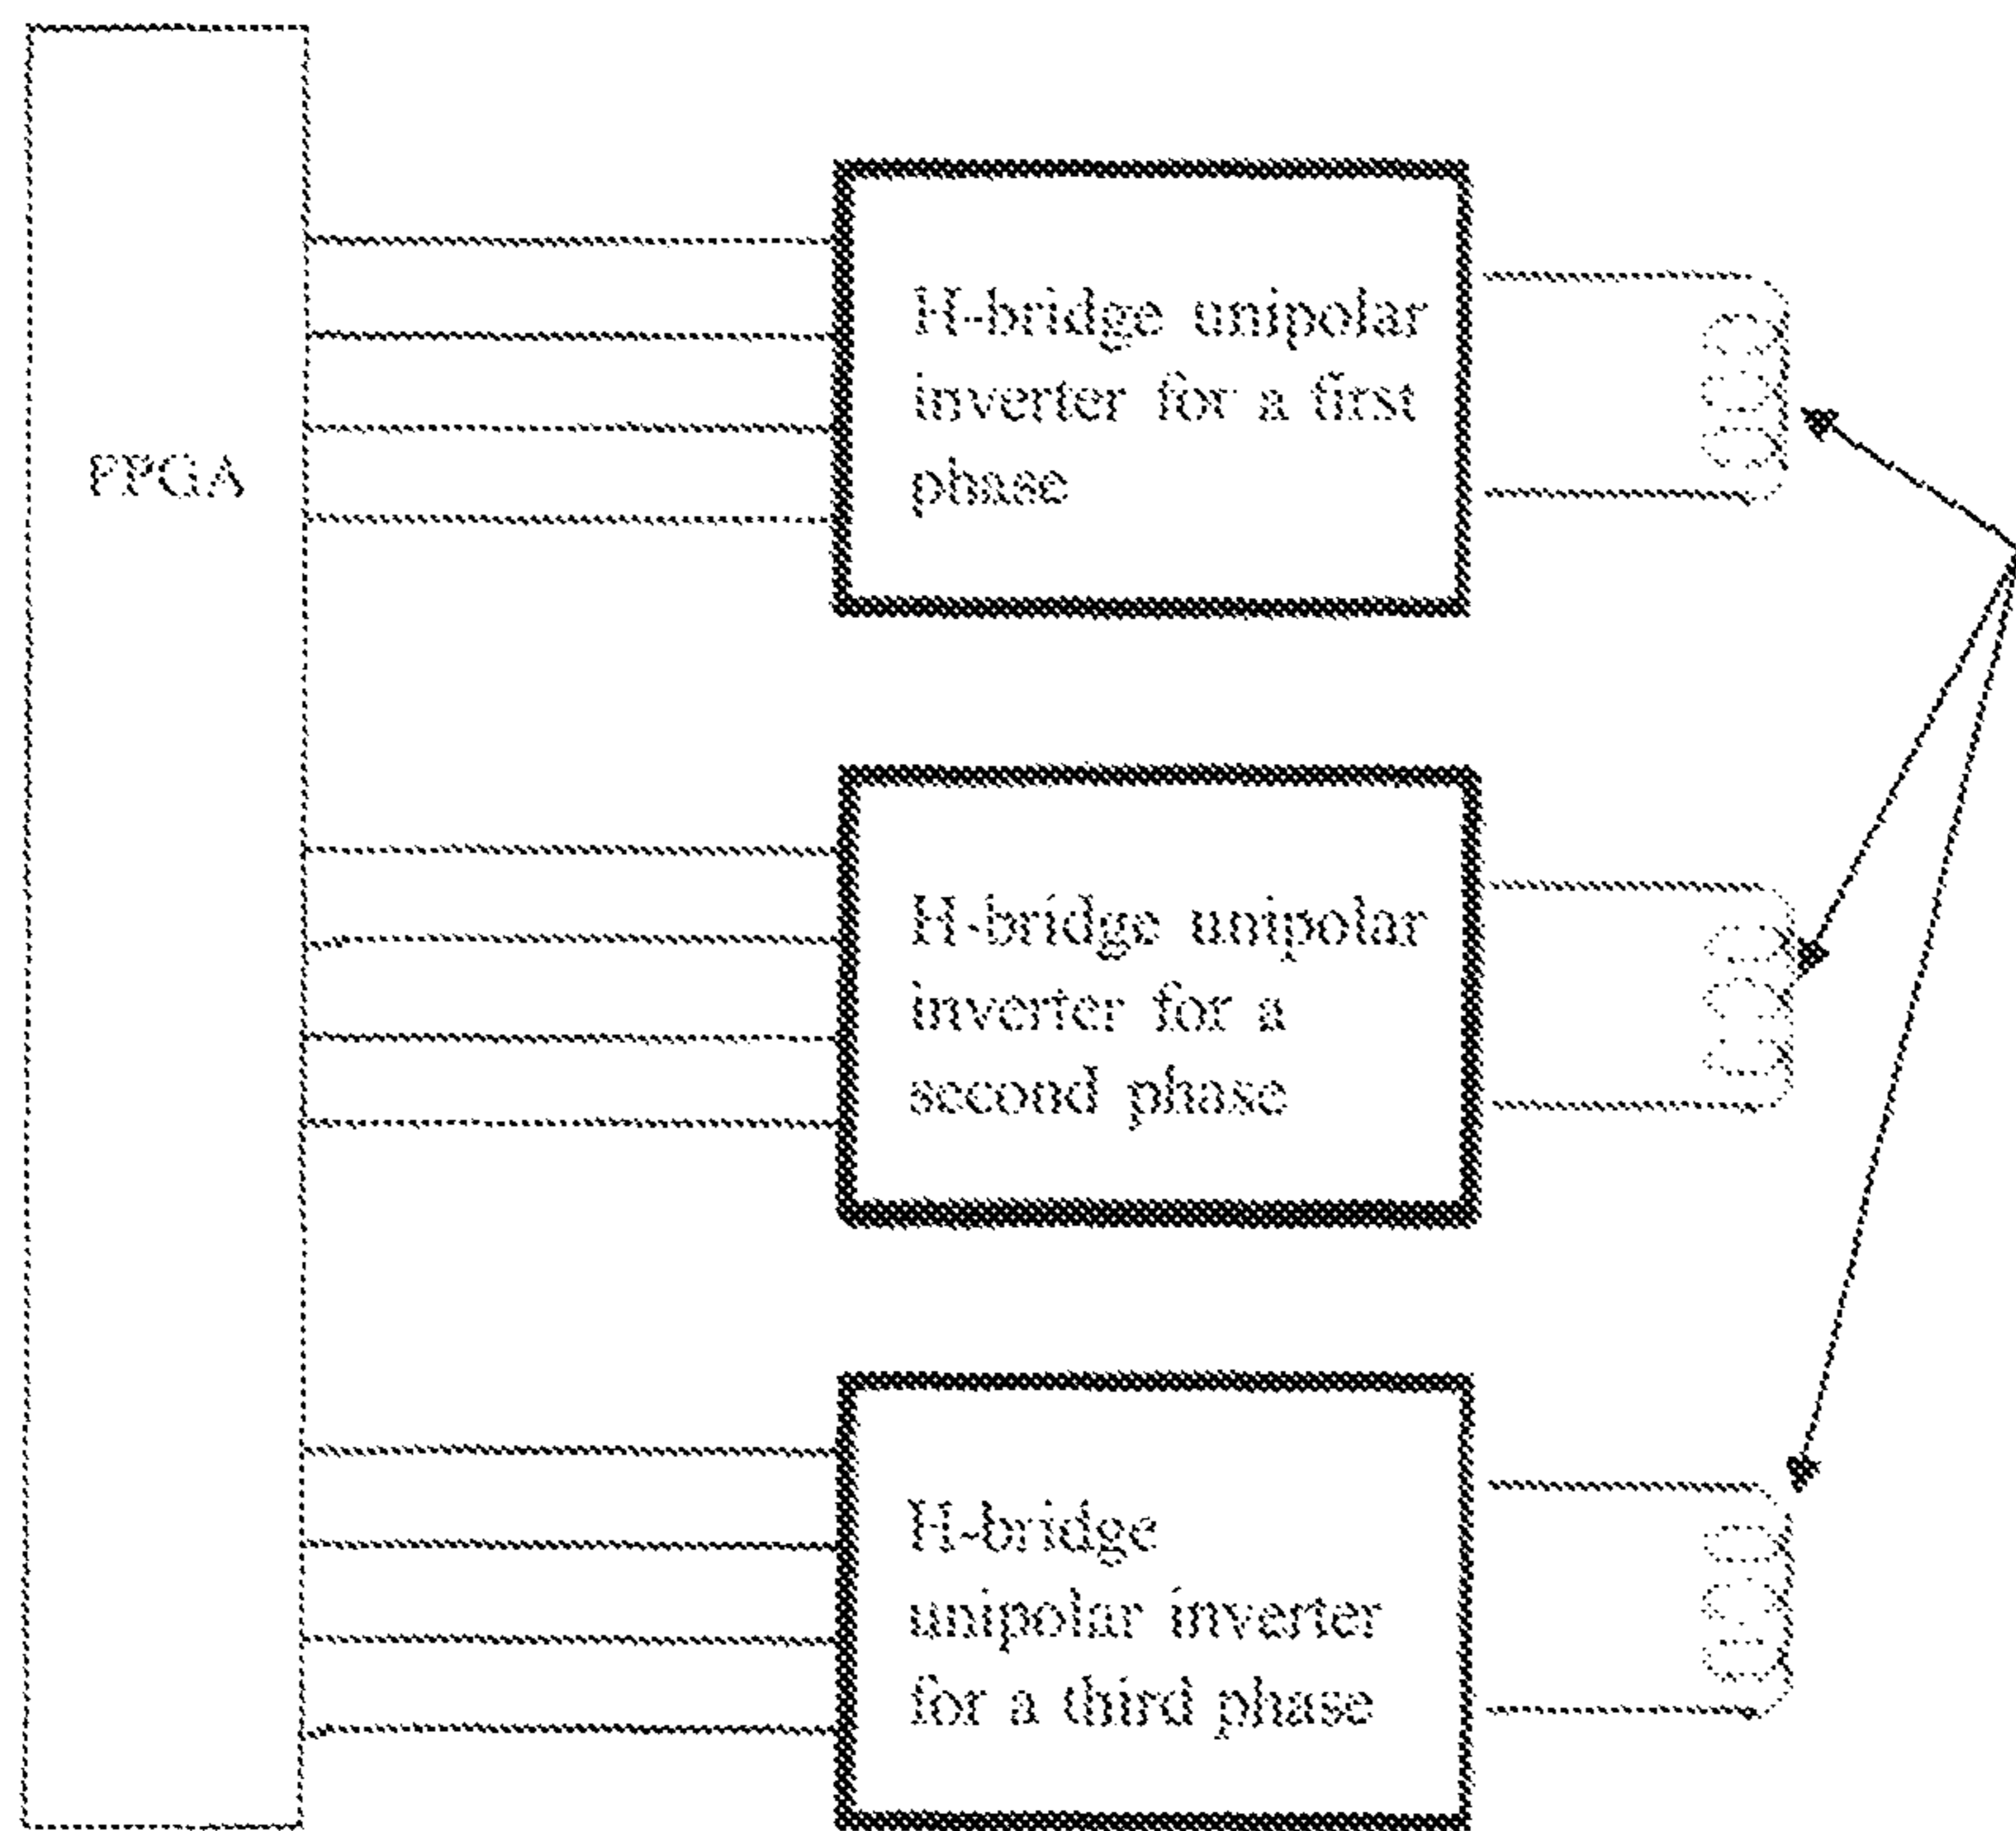 FPGA
H-bridge unipolar
inverter for a first
phase
H-bridge unipolar
inverter for a
second phase
H-bridge
unipolar inverter
for a third phase